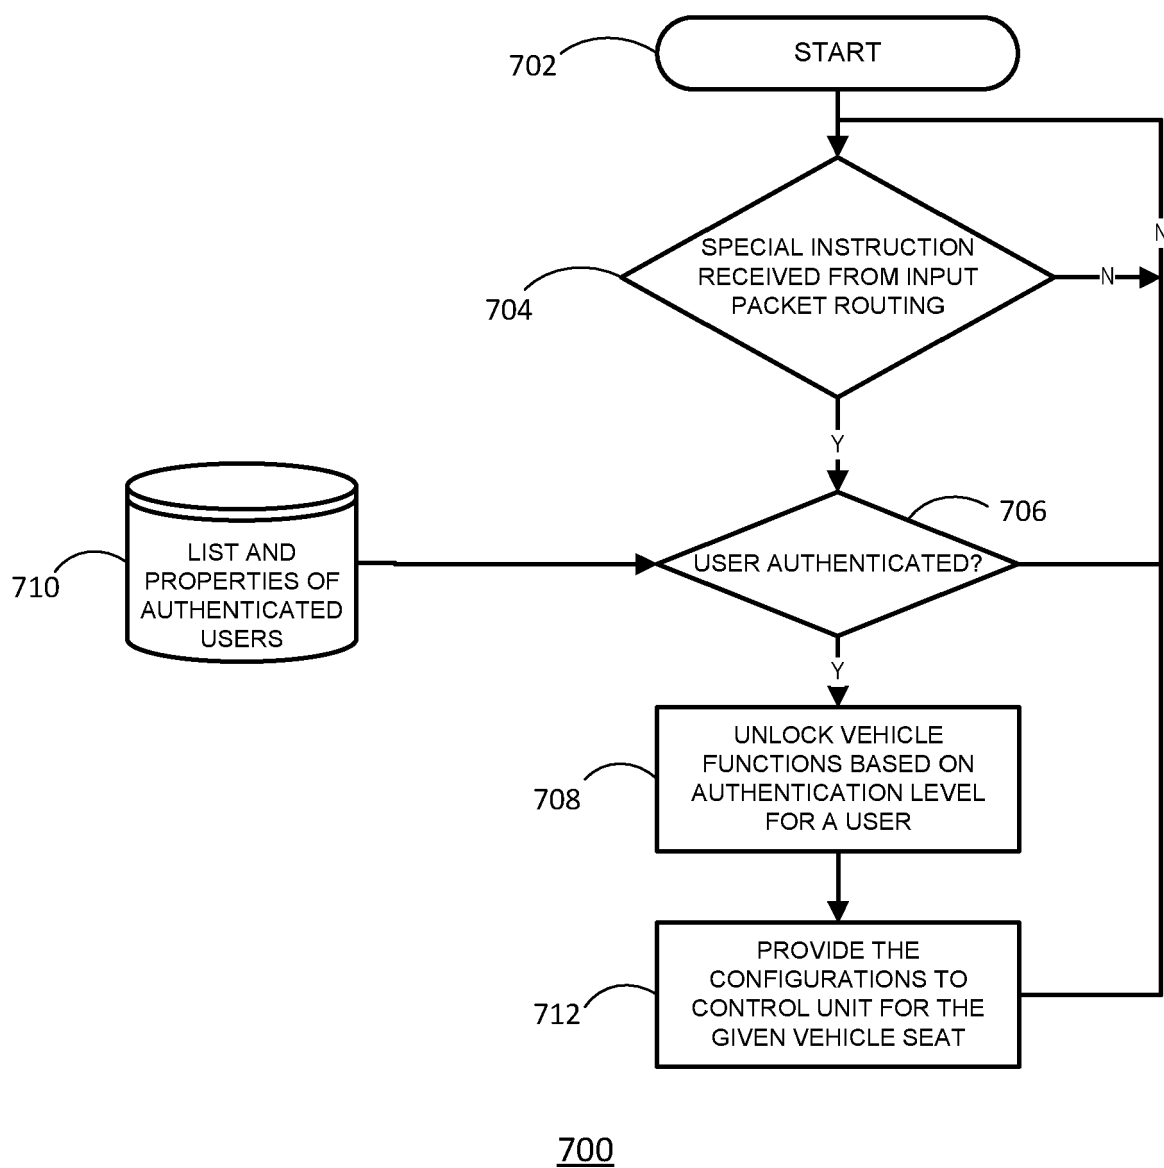 START
702
SPECIAL INSTRUCTION
RECEIVED FROM INPUT
PACKET ROUTING
704
N
N
Y
706
USER AUTHENTICATED?
LIST AND
PROPERTIES OF
AUTHENTICATED
USERS
710
Y
UNLOCK VEHICLE
FUNCTIONS BASED ON
AUTHENTICATION LEVEL
FOR A USER
708
PROVIDE THE
CONFIGURATIONS TO
CONTROL UNIT FOR THE
GIVEN VEHICLE SEAT
712
700